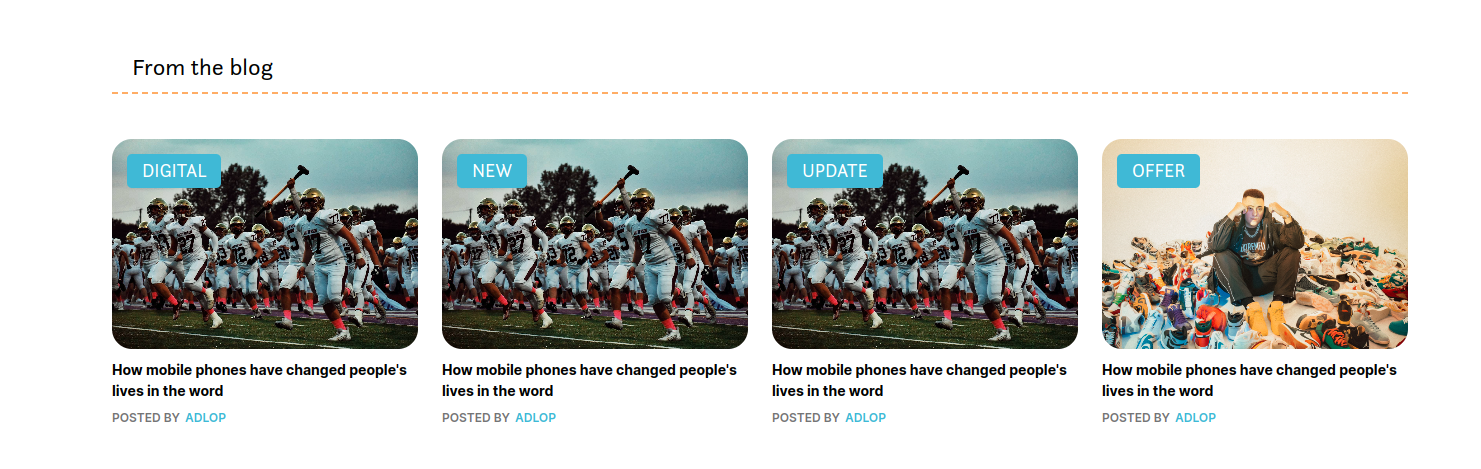 From the blog
DIGITAL
NEW
UPDATE
OFFER
How mobile phones have changed people's
lives in the word
POSTED BY ADLOP
How mobile phones have changed people's
lives in the word
POSTED BY ADLOP
How mobile phones have changed people's
lives in the word
POSTED BY ADLOP
How mobile phones have changed people's
lives in the word
POSTED BY ADLOP